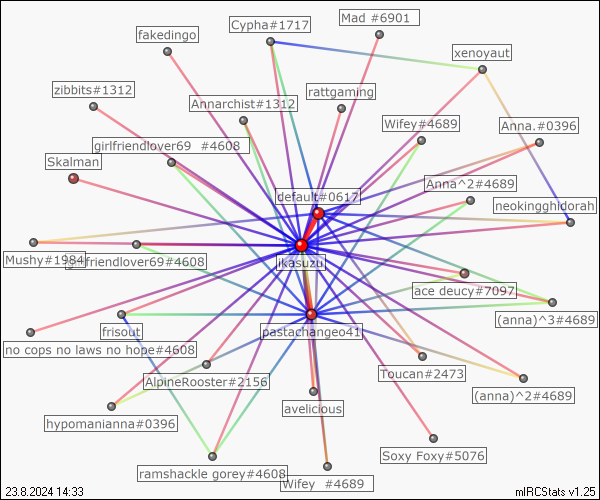 Mad #6901
Cypha#1717
fakedingo
xenoyaut
zibbits#1312
rattgaming
Annarchist#1312
Wifey#4689
Anna.#0396
girlfriendlover69 #4608
Skalman
Anna^2#4689
default#0617
neokingghidorah
Mushy#1984
girlfriendlover69#4608
jkasuzu
ace deucy#7097
(anna)^3#4689
frisout
pastachangeo41
no cops no laws no hope#4608
Toucan#2473
AlpineRooster#2156
(anna)^2#4689
avelicious
hypomanianna#0396
Soxy Foxy#5076
ramshackle gorey#4608
Wifey #4689
23.8.2024 14:33
mIRCStats v1.25